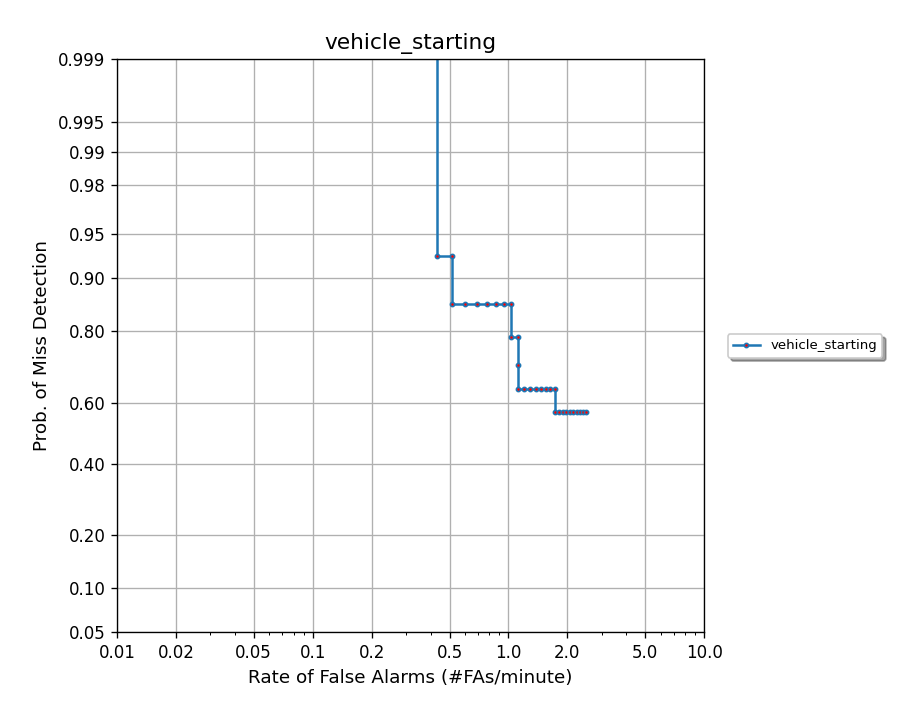 vehicle_starting
0.999
0.995
0.99
0.98
0.95
0.90
0.80
0.60
0.40
0.20
0.10
0.05
Prob. of Miss Detection
0.01 0.02 0.05 0.1 0.2 0.5 1.0 2.0 5.0 10.0
Rate of False Alarms (#FAs/minute)
vehicle_starting